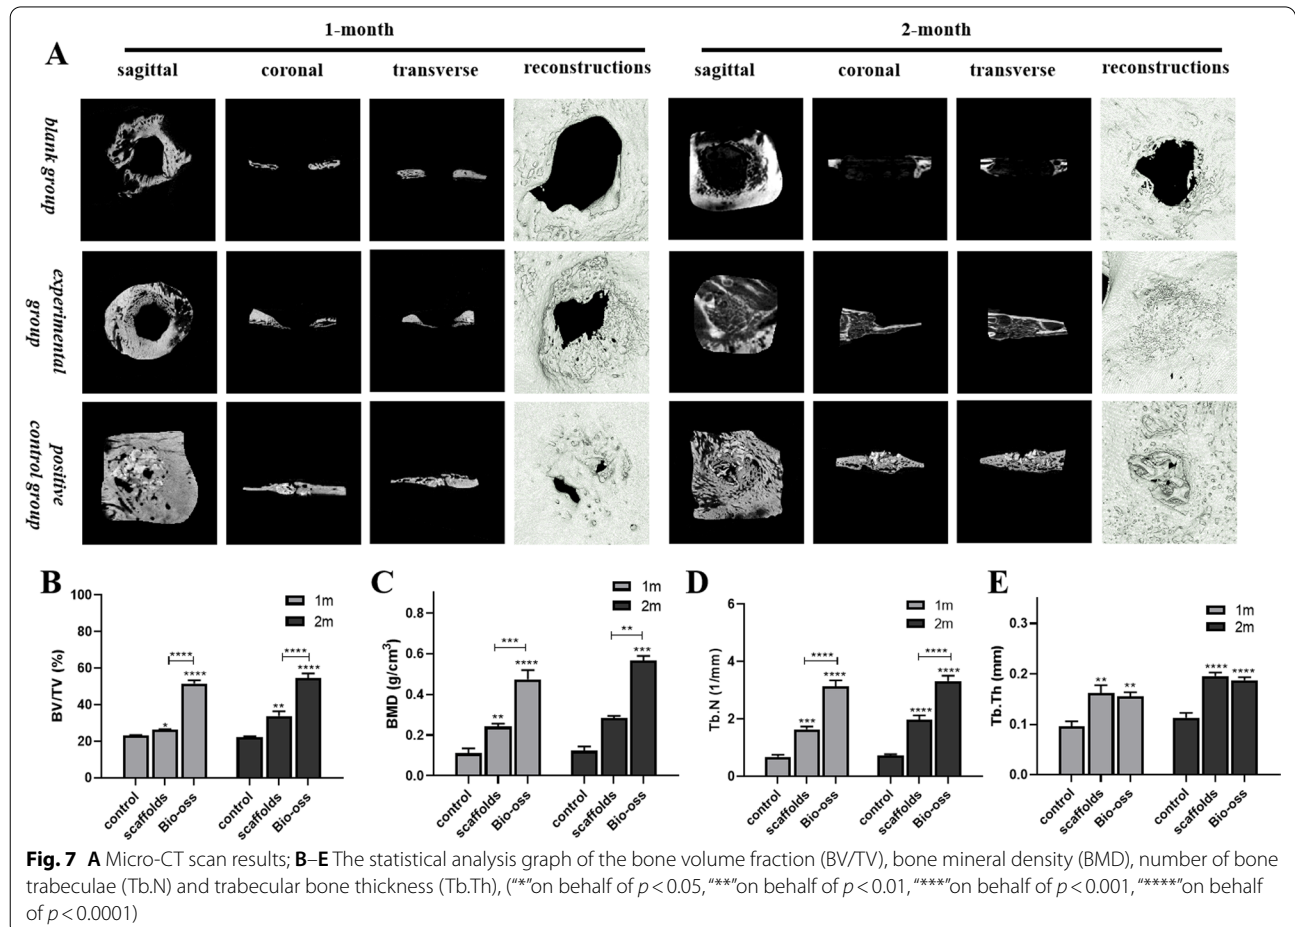 A
1-month
2-month
sagittal coronal transverse reconstructions sagittal coronal transverse reconstructions
blank group
experimental
group
positive
control group
B
BV/TV (%)
100
80
60
40
20
0
1m
2m
****
****
*
****
****
**
control scaffolds Bio-oss control scaffolds Bio-oss
C
BMD (g/cm3)
0.8
0.6
0.4
0.2
0.0
1m
2m
***
****
**
**
***
control scaffolds Bio-oss control scaffolds Bio-oss
D
Tb.N (1/mm)
6
4
2
0
1m
2m
****
****
***
****
****
****
control scaffolds Bio-oss control scaffolds Bio-oss
E
Tb.Th (mm)
0.3
0.2
0.1
0.0
1m
2m
**
**
****
****
control scaffolds Bio-oss control scaffolds Bio-oss
Fig. 7 A Micro-CT scan results; B–E The statistical analysis graph of the bone volume fraction (BV/TV), bone mineral density (BMD), number of bone
trabeculae (Tb.N) and trabecular bone thickness (Tb.Th), (“*”on behalf of p < 0.05, “**”on behalf of p < 0.01, “***”on behalf of p < 0.001, “****”on behalf
of p < 0.0001)